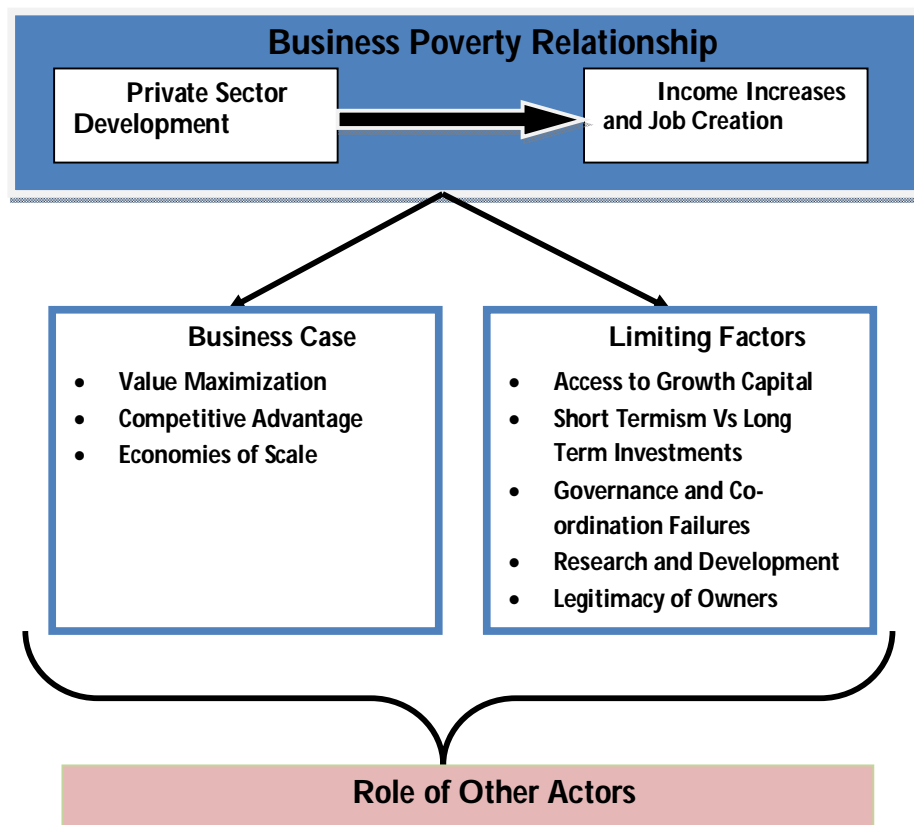 Business Poverty Relationship
Private Sector
Development
Income Increases
and Job Creation
Business Case
• Value Maximization
• Competitive Advantage
• Economies of Scale
Limiting Factors
• Access to Growth Capital
• Short Termism Vs Long
Term Investments
• Governance and Co-
ordination Failures
• Research and Development
• Legitimacy of Owners
Role of Other Actors